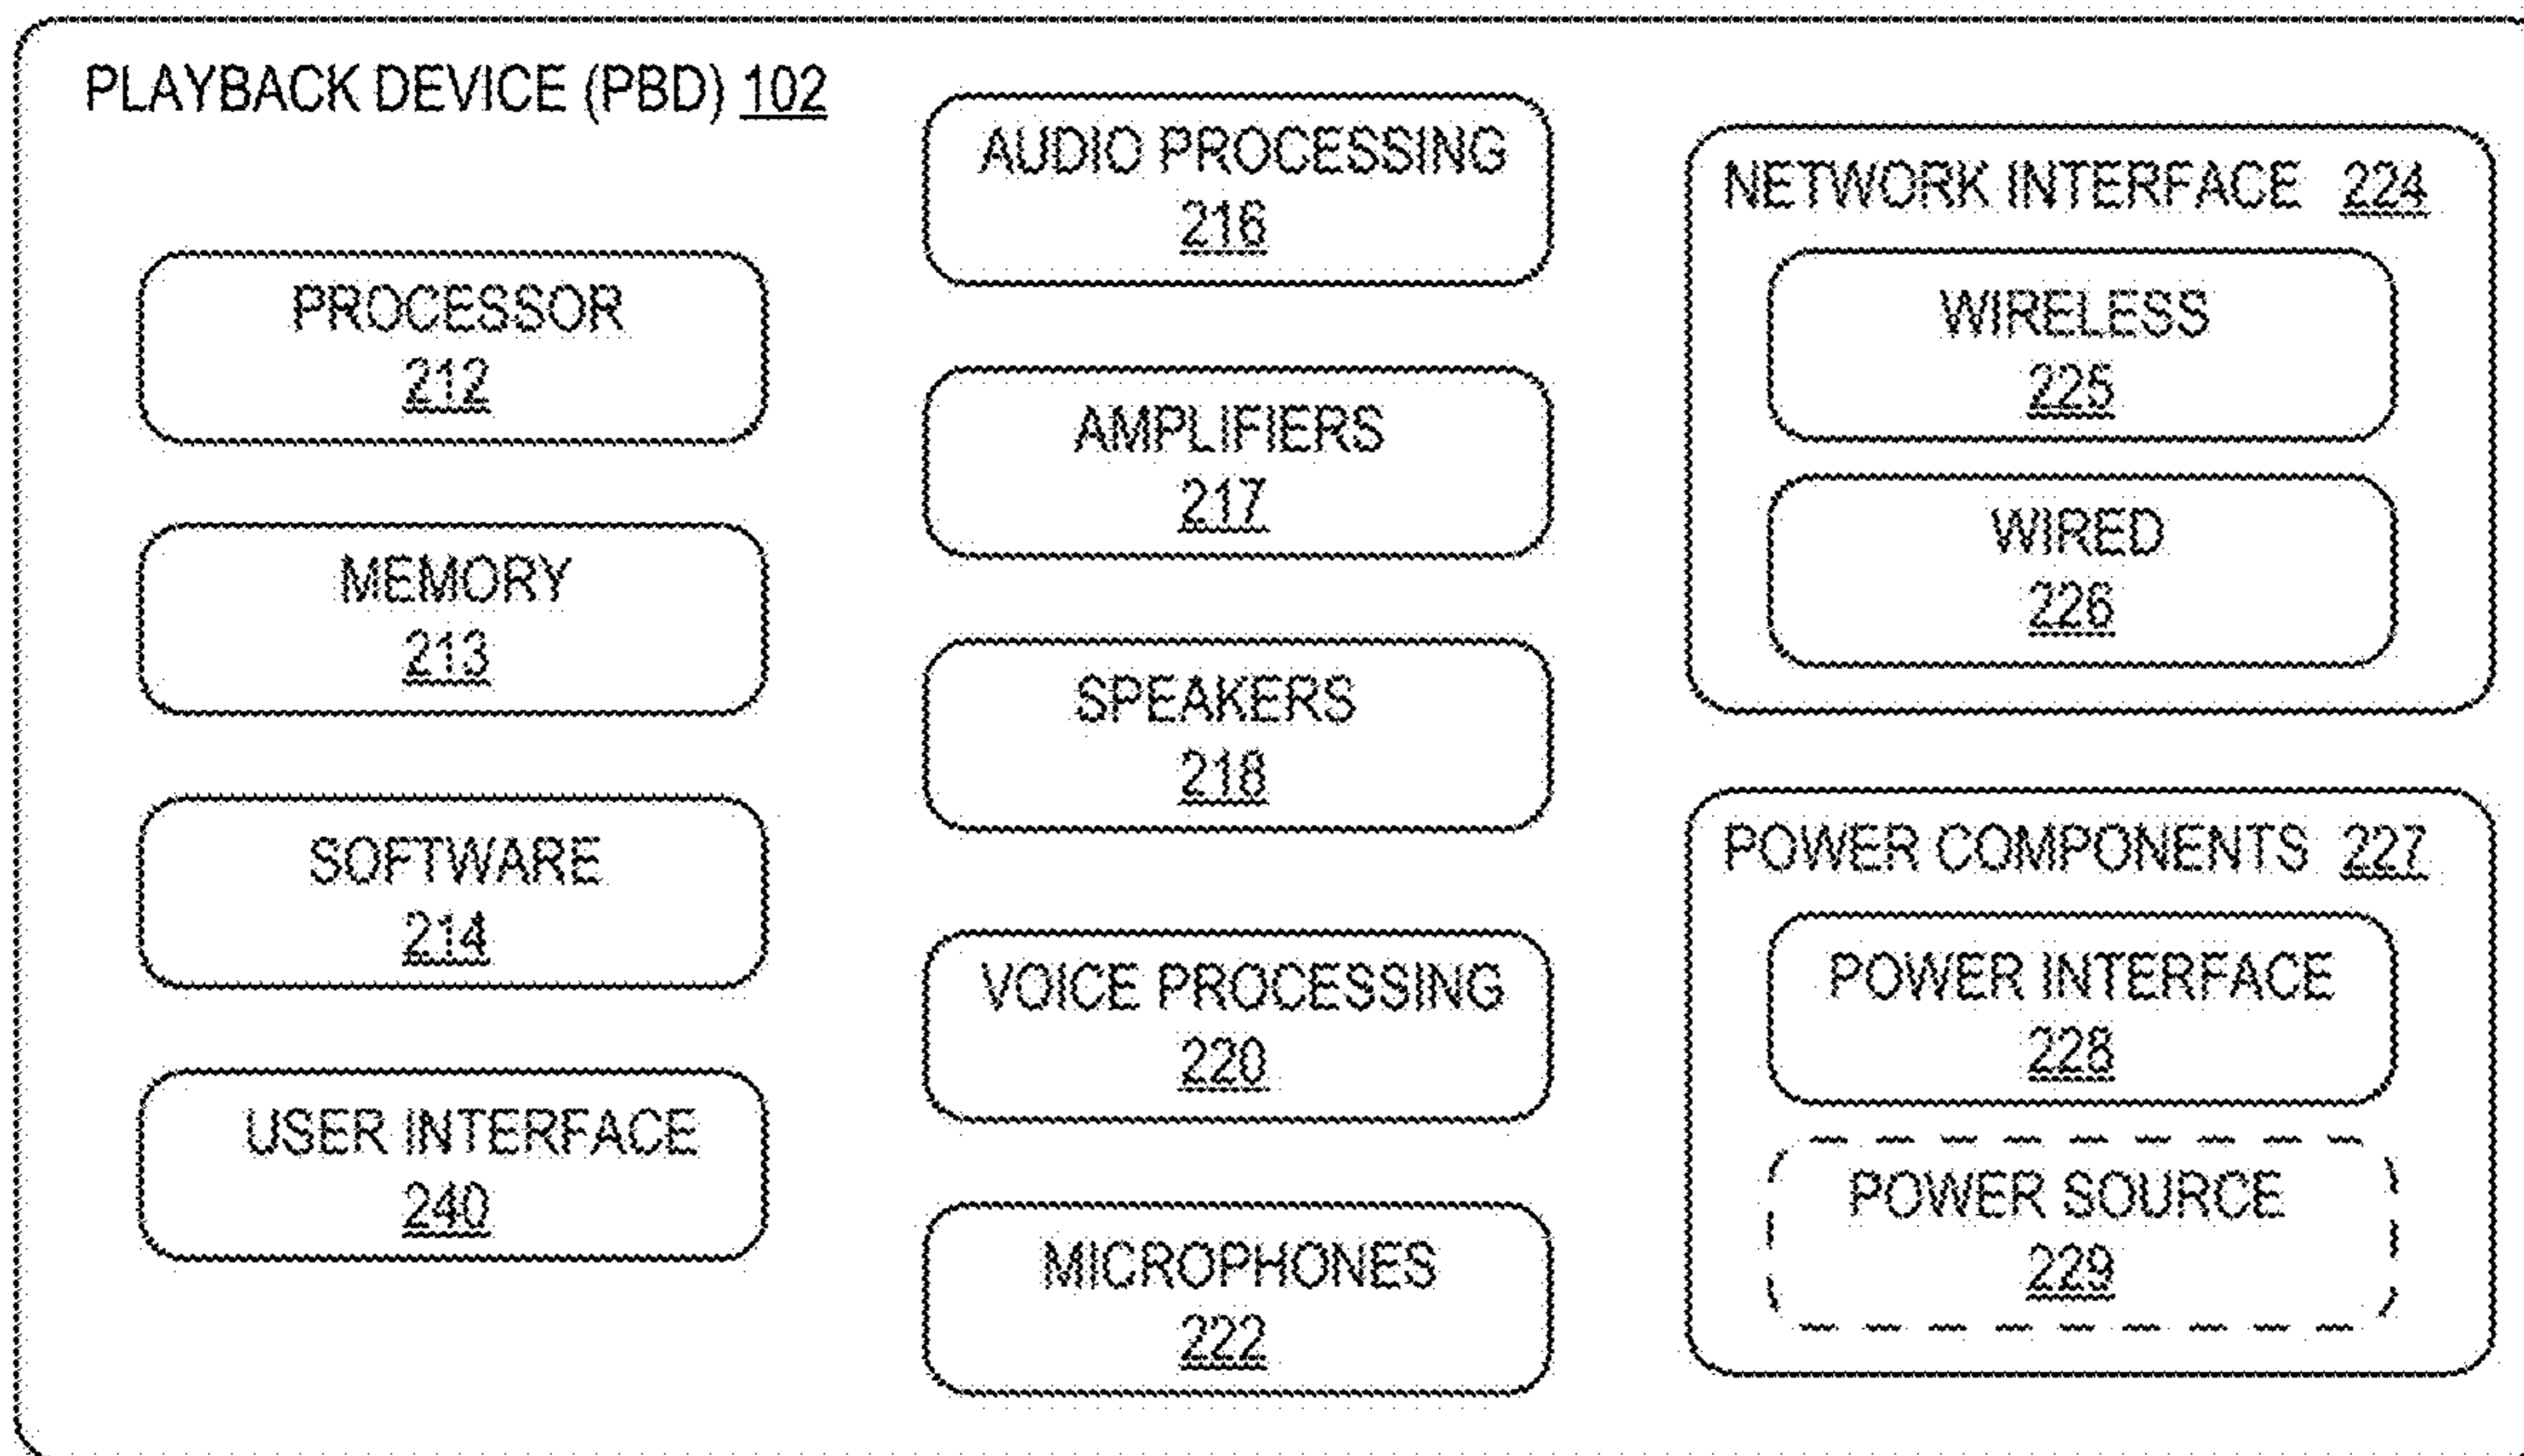 PLAYBACK DEVICE (PBD) 102
PROCESSOR
212
MEMORY
213
SOFTWARE
214
USER INTERFACE
240
AUDIO PROCESSING
216
AMPLIFIERS
217
SPEAKERS
218
VOICE PROCESSING
220
MICROPHONES
222
NETWORK INTERFACE 224
WIRELESS
225
WIRED
226
POWER COMPONENTS 227
POWER INTERFACE
228
POWER SOURCE
229